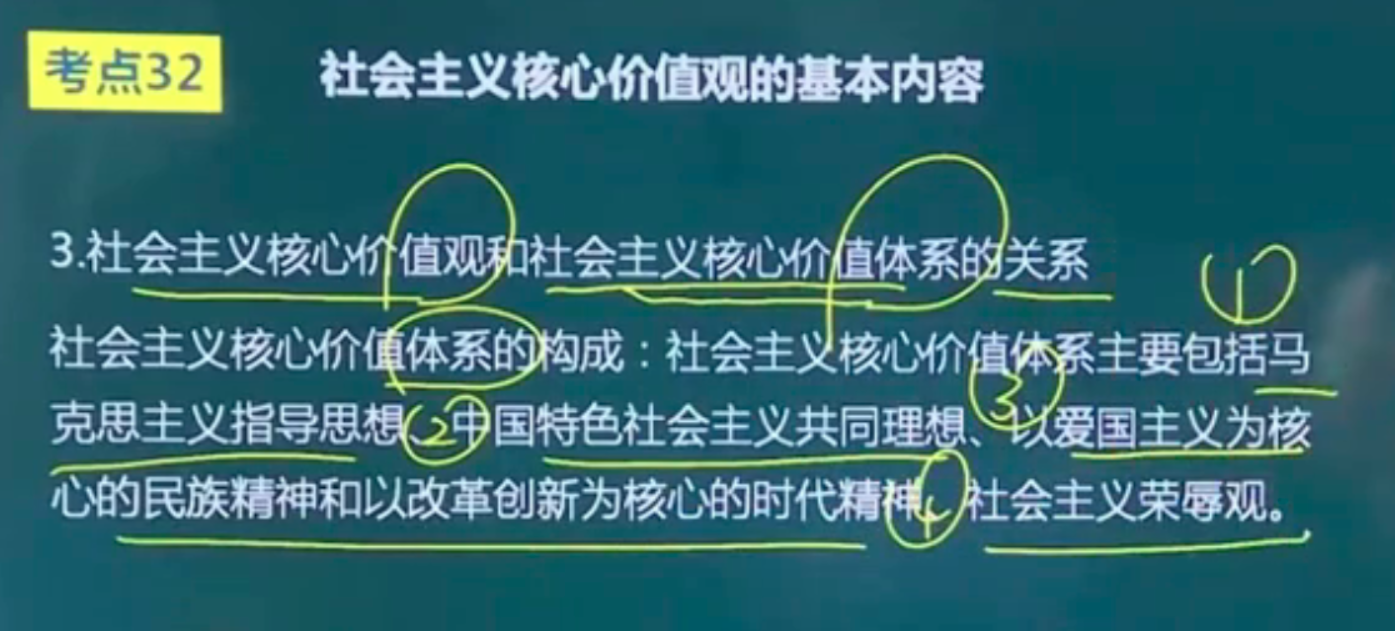 考点32
社会主义核心价值观的基本内容
3.社会主义核心价值观和社会主义核心价值体系的关系
①
社会主义核心价值体系的构成：社会主义核心价值体系主要包括马
克思主义指导思想、②中国特色社会主义共同理想、③以爱国主义为核
心的民族精神和以改革创新为核心的时代精神、④社会主义荣辱观。